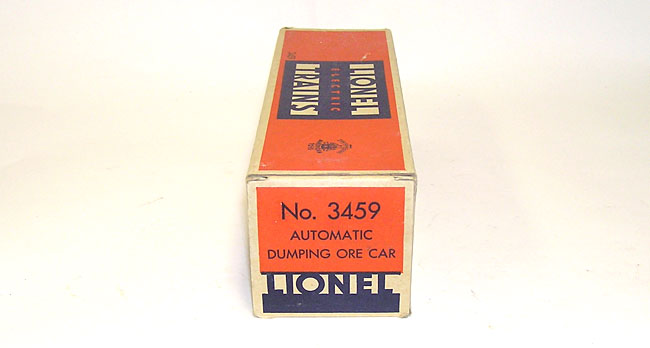 LIONEL
ELECTRIC
TRAINS
No. 3459
AUTOMATIC
DUMPING ORE CAR
LIONEL